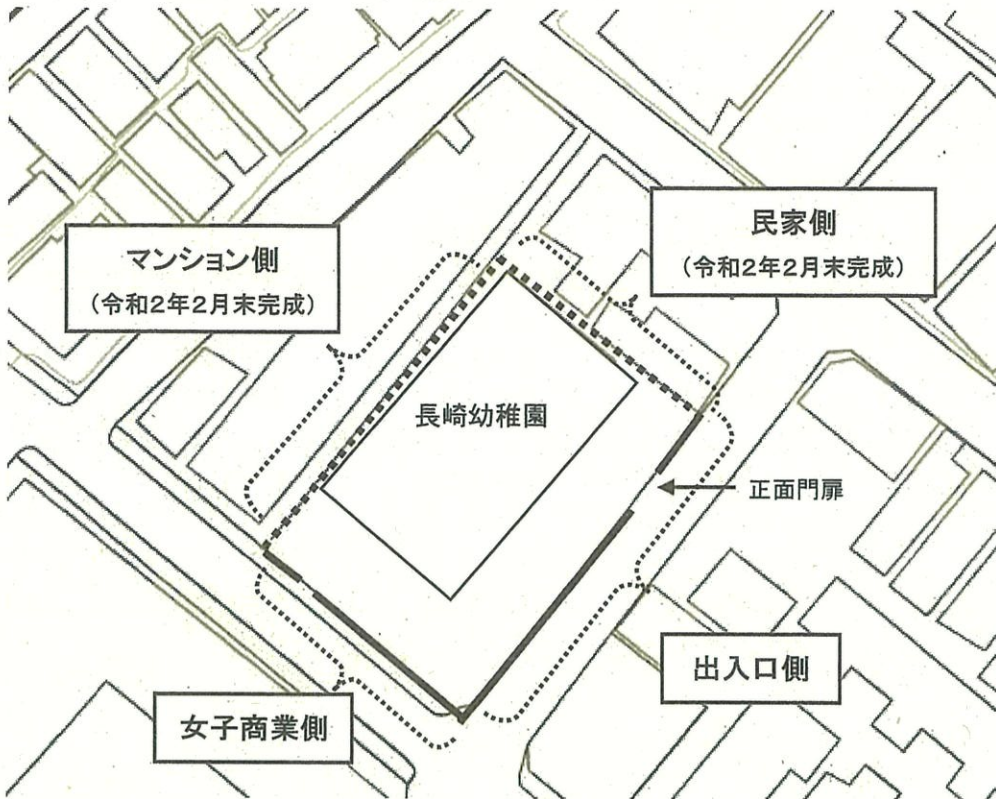 民家側
(令和2年2月末完成)
マンション側
(令和2年2月末完成)
長崎幼稚園
正面門扉
出入口側
女子商業側